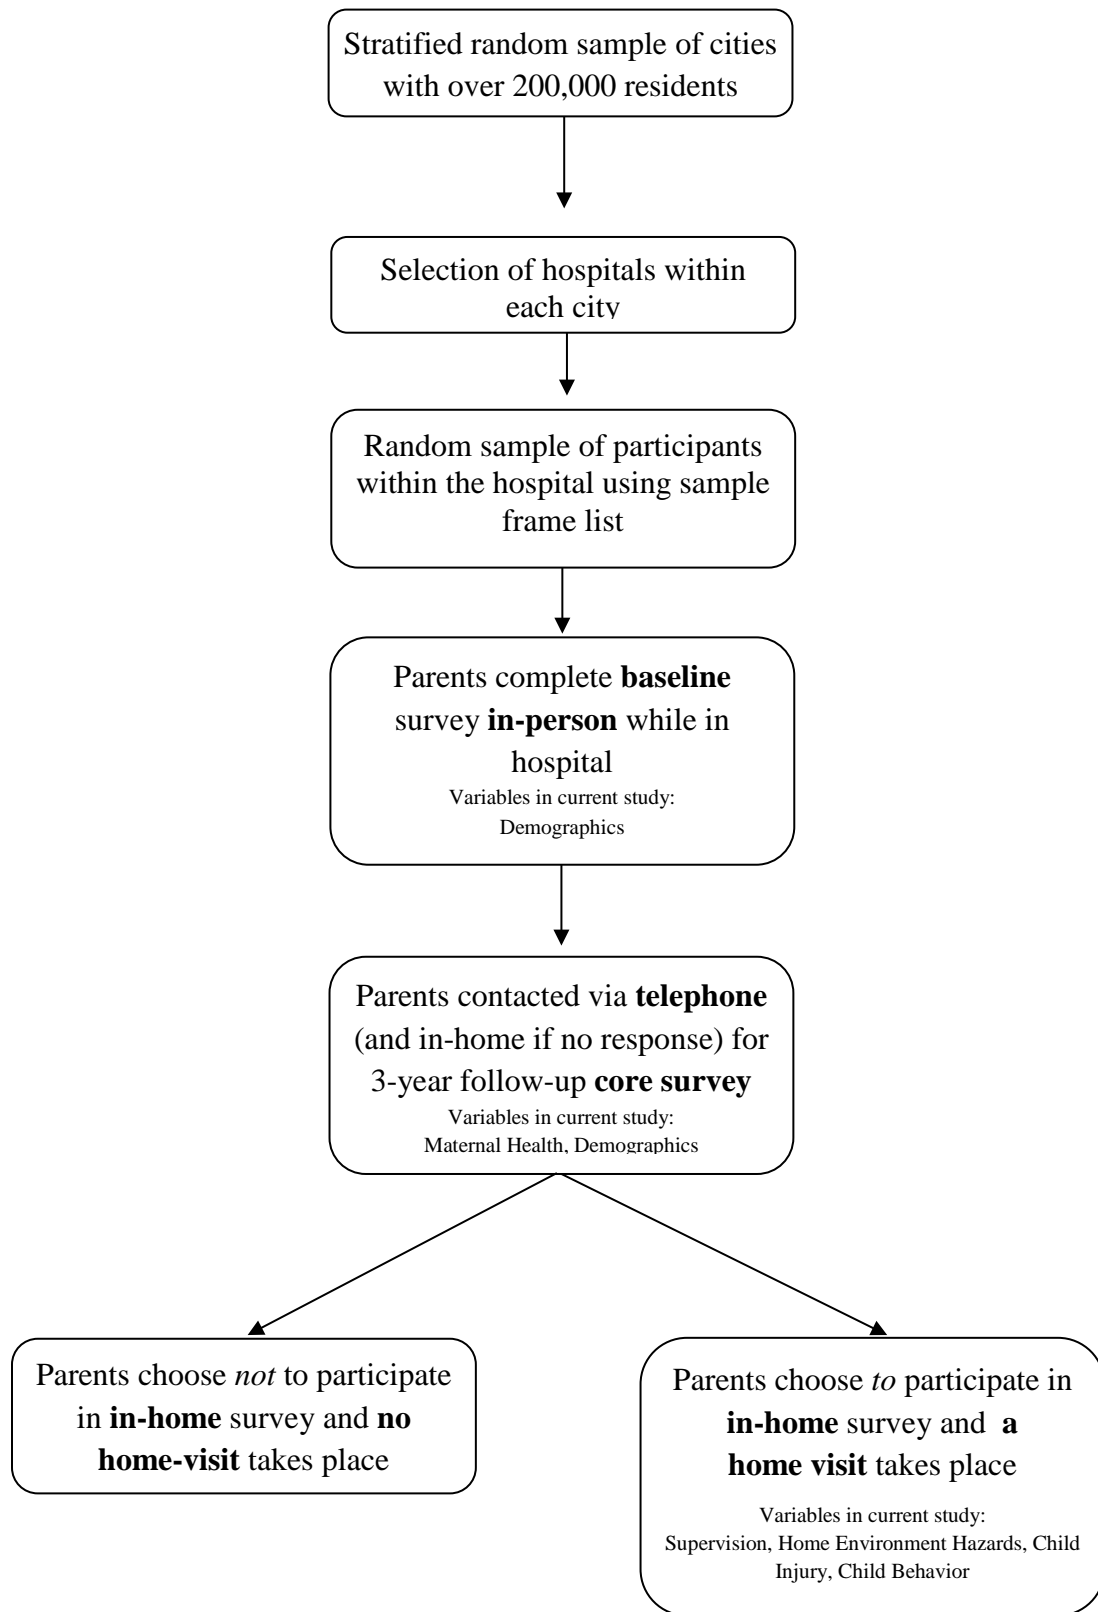 Stratified random sample of cities
with over 200,000 residents
Selection of hospitals within
each city
Random sample of participants
within the hospital using sample
frame list
Parents complete baseline
survey in-person while in
hospital
Variables in current study:
Demographics
Parents contacted via telephone
(and in-home if no response) for
3-year follow-up core survey
Variables in current study:
Maternal Health, Demographics
Parents choose not to participate
in in-home survey and no
home-visit takes place
Parents choose to participate in
in-home survey and a
home visit takes place
Variables in current study:
Supervision, Home Environment Hazards, Child
Injury, Child Behavior